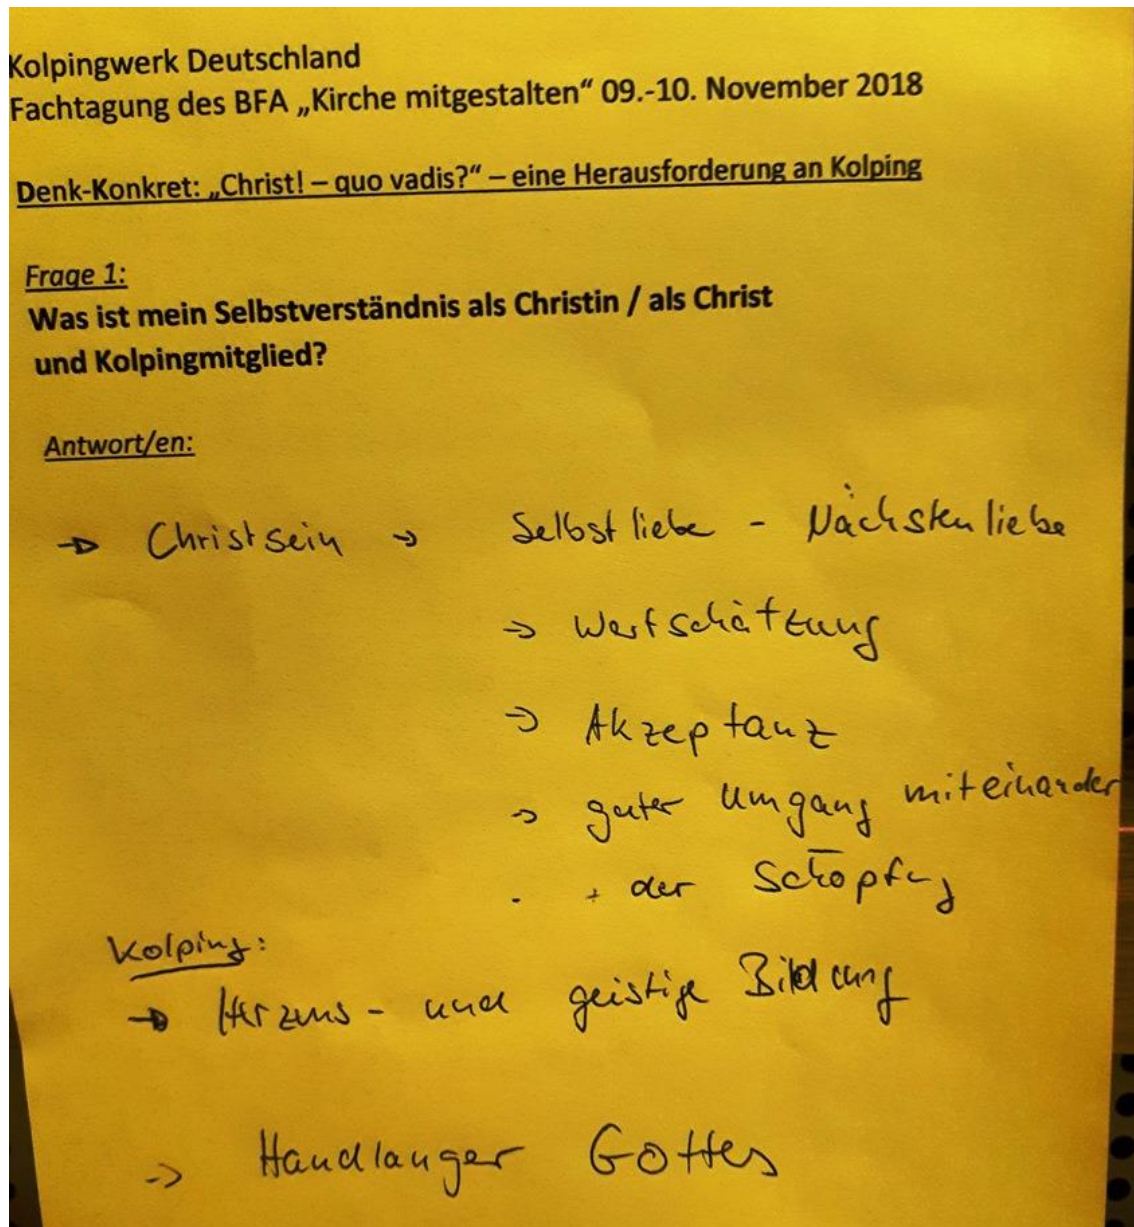 Kolpingwerk Deutschland
Fachtagung des BFA „Kirche mitgestalten“ 09.-10. November 2018
Denk-Konkret: „Christ! – quo vadis?“ – eine Herausforderung an Kolping
Frage 1:
Was ist mein Selbstverständnis als Christin / als Christ
und Kolpingmitglied?
Antwort/en:
→ Christsein → Selbstliebe - Nächstenliebe
→ Wertschätzung
→ Akzeptanz
→ guter Umgang miteinander
+ der Schöpfung
Kolping:
→ Herzens- und geistige Bildung
→ Handlanger Gottes